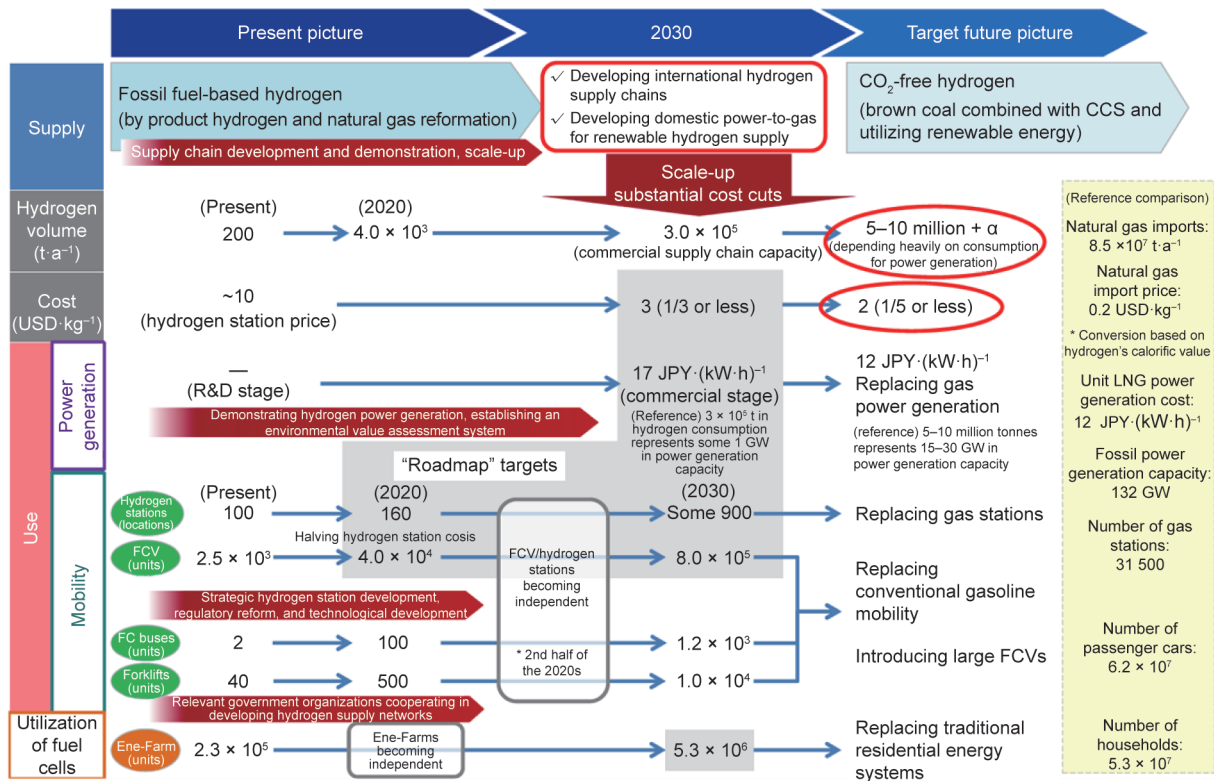 Present picture
2030
Target future picture
Supply
Fossil fuel-based hydrogen
(by product hydrogen and natural gas reformation)
Supply chain development and demonstration, scale-up
✓ Developing international hydrogen
supply chains
✓ Developing domestic power-to-gas
for renewable hydrogen supply
CO₂-free hydrogen
(brown coal combined with CCS and
utilizing renewable energy)
Scale-up
substantial cost cuts
Hydrogen
volume
(t·a⁻¹)
(Present)
200
(2020)
4.0 × 10³
3.0 × 10⁵
(commercial supply chain capacity)
5–10 million + α
(depending heavily on consumption
for power generation)
Cost
(USD·kg⁻¹)
~10
(hydrogen station price)
3 (1/3 or less)
2 (1/5 or less)
Use
Power
generation
—
(R&D stage)
17 JPY·(kW·h)⁻¹
(commercial stage)
(Reference) 3 × 10⁵ t in
hydrogen consumption
represents some 1 GW
in power generation
capacity
12 JPY·(kW·h)⁻¹
Replacing gas
power generation
(reference) 5–10 million tonnes
represents 15–30 GW in
power generation capacity
Demonstrating hydrogen power generation, establishing an
environmental value assessment system
"Roadmap" targets
Mobility
(Present)
(2020)
(2030)
Hydrogen
stations
(locations)
100
160
Some 900
Replacing gas stations
Halving hydrogen station cosis
FCV
(units)
2.5 × 10³
4.0 × 10⁴
8.0 × 10⁵
FCV/hydrogen
stations
becoming
independent
* 2nd half of
the 2020s
Strategic hydrogen station development,
regulatory reform, and technological development
Replacing
conventional gasoline
mobility
Introducing large FCVs
FC buses
(units)
2
100
1.2 × 10³
Forklifts
(units)
40
500
1.0 × 10⁴
Relevant government organizations cooperating in
developing hydrogen supply networks
Utilization
of fuel
cells
Ene-Farm
(units)
2.3 × 10⁵
Ene-Farms
becoming
independent
5.3 × 10⁶
Replacing traditional
residential energy
systems
(Reference comparison)
Natural gas imports:
8.5 ×10⁷ t·a⁻¹
Natural gas
import price:
0.2 USD·kg⁻¹
* Conversion based on
hydrogen's calorific value
Unit LNG power
generation cost:
12 JPY·(kW·h)⁻¹
Fossil power
generation capacity:
132 GW
Number of gas
stations:
31 500
Number of
passenger cars:
6.2 × 10⁷
Number of
households:
5.3 × 10⁷